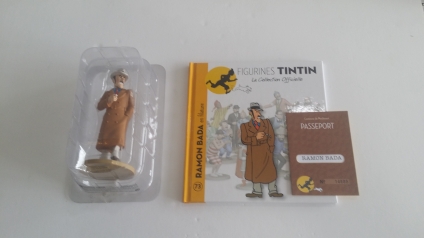 FIGURINES TINTIN
La Collection Officielle
RAMON BADA
PASSEPORT
RAMON BADA